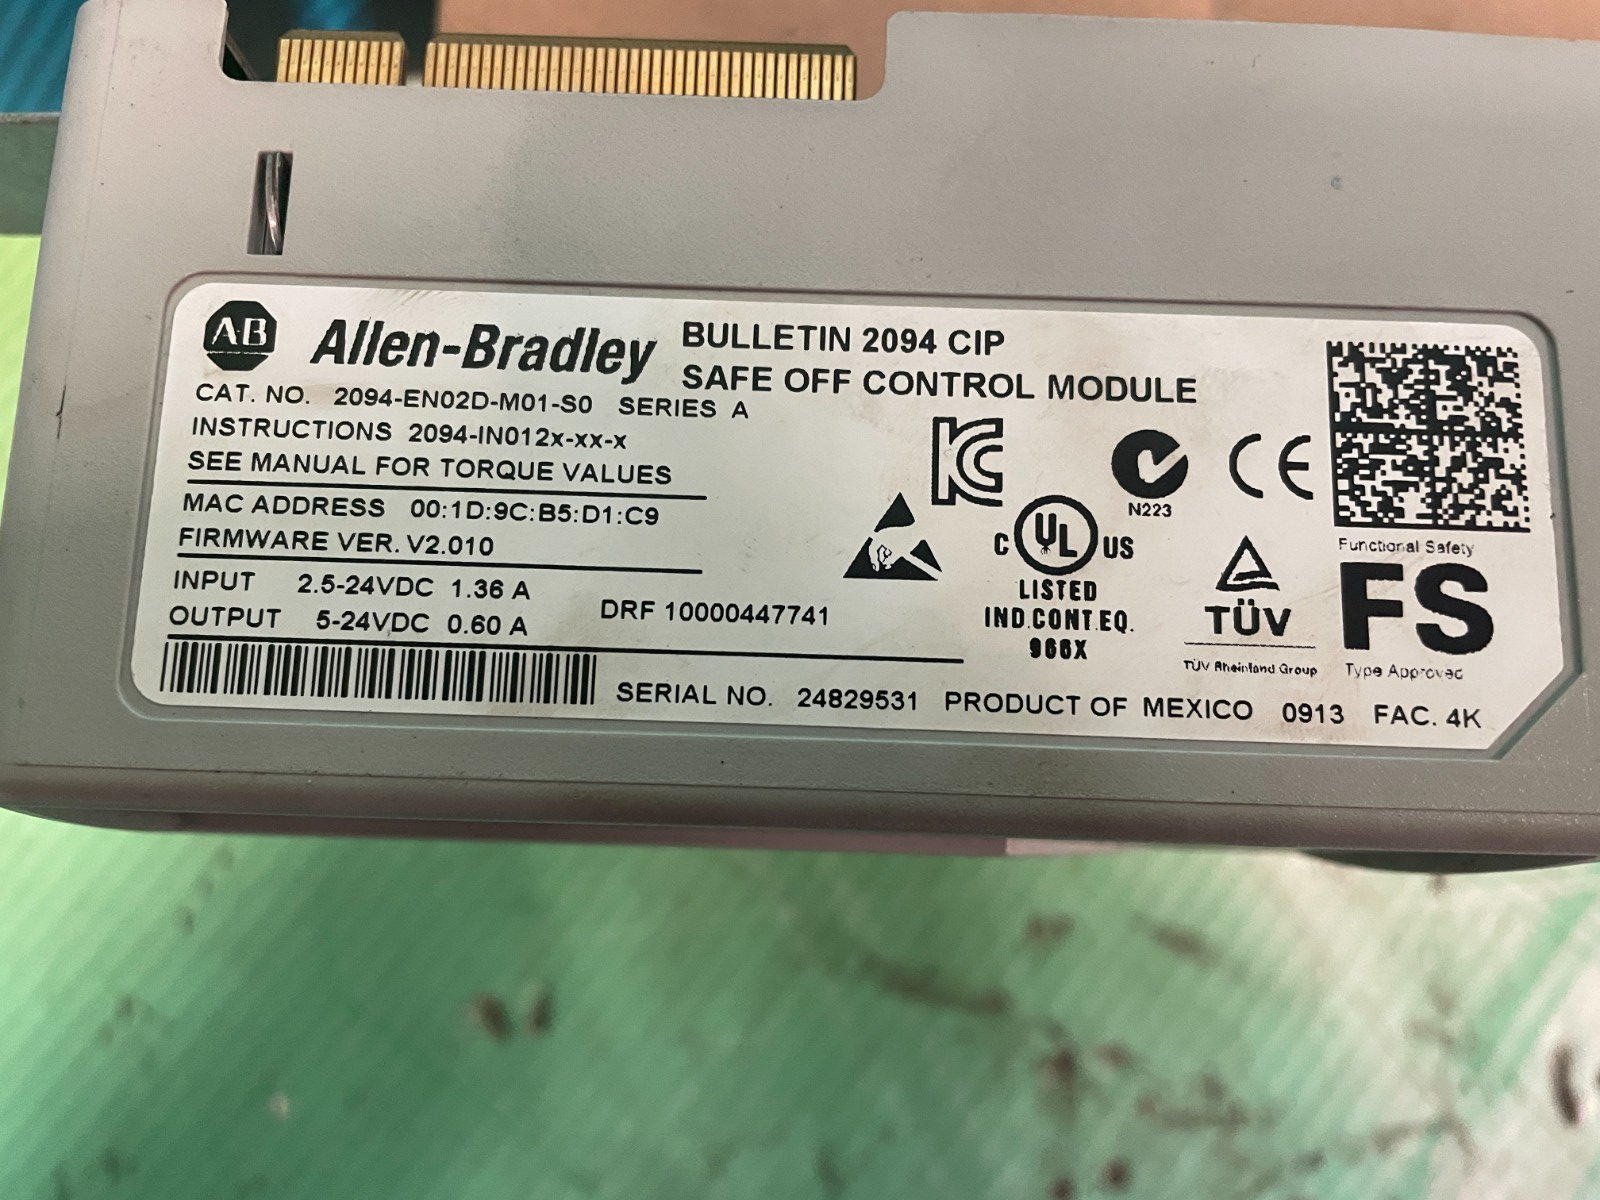 AB Allen-Bradley
BULLETIN 2094 CIP
SAFE OFF CONTROL MODULE
CAT. NO. 2094-EN02D-M01-S0 SERIES A
INSTRUCTIONS 2094-IN012x-xx-x
SEE MANUAL FOR TORQUE VALUES
MAC ADDRESS 00:1D:9C:B5:D1:C9
FIRMWARE VER. V2.010
INPUT 2.5-24VDC 1.36 A
OUTPUT 5-24VDC 0.60 A
DRF 10000447741
KC
N223
CE
C UL US
LISTED
IND.CONT.EQ.
966X
TÜV
TÜV Rheinland Group
Functional Safety
FS
Type Approved
SERIAL NO. 24829531 PRODUCT OF MEXICO 0913 FAC. 4K